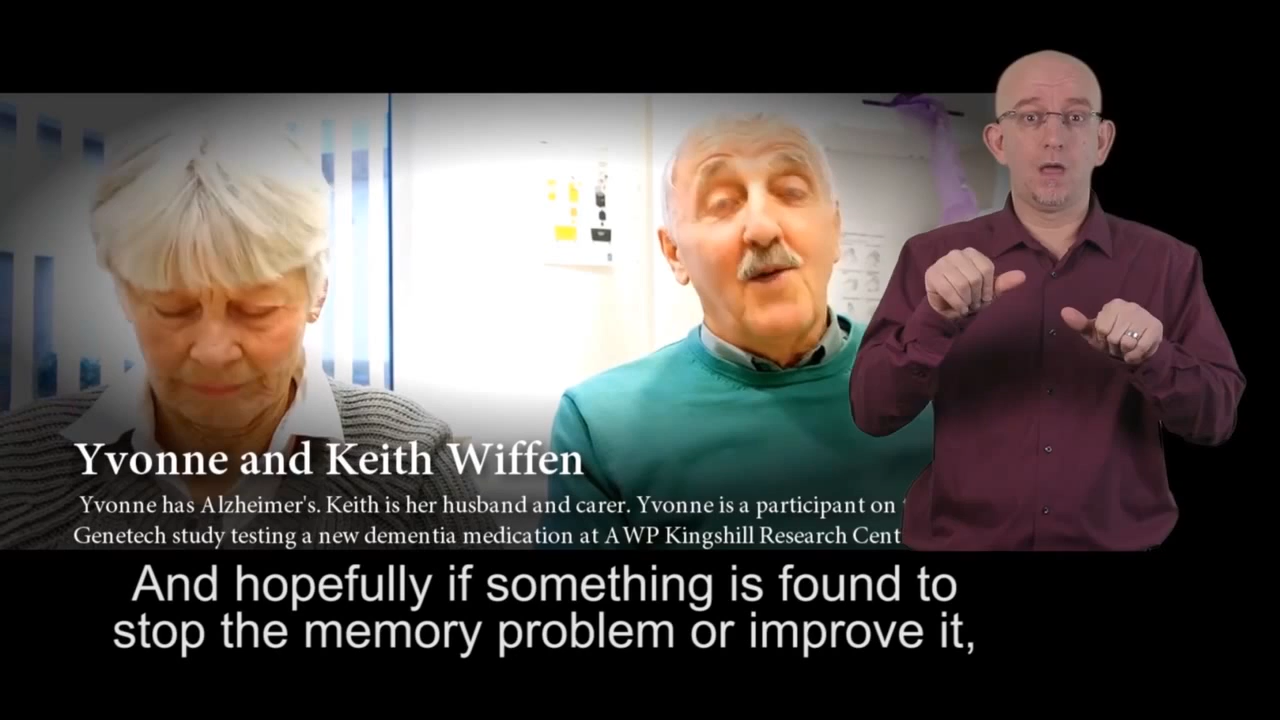 Yvonne and Keith Wiffen
Yvonne has Alzheimer's. Keith is her husband and carer. Yvonne is a participant on
Genetech study testing a new dementia medication at AWP Kingshill Research Cent
And hopefully if something is found to
stop the memory problem or improve it,